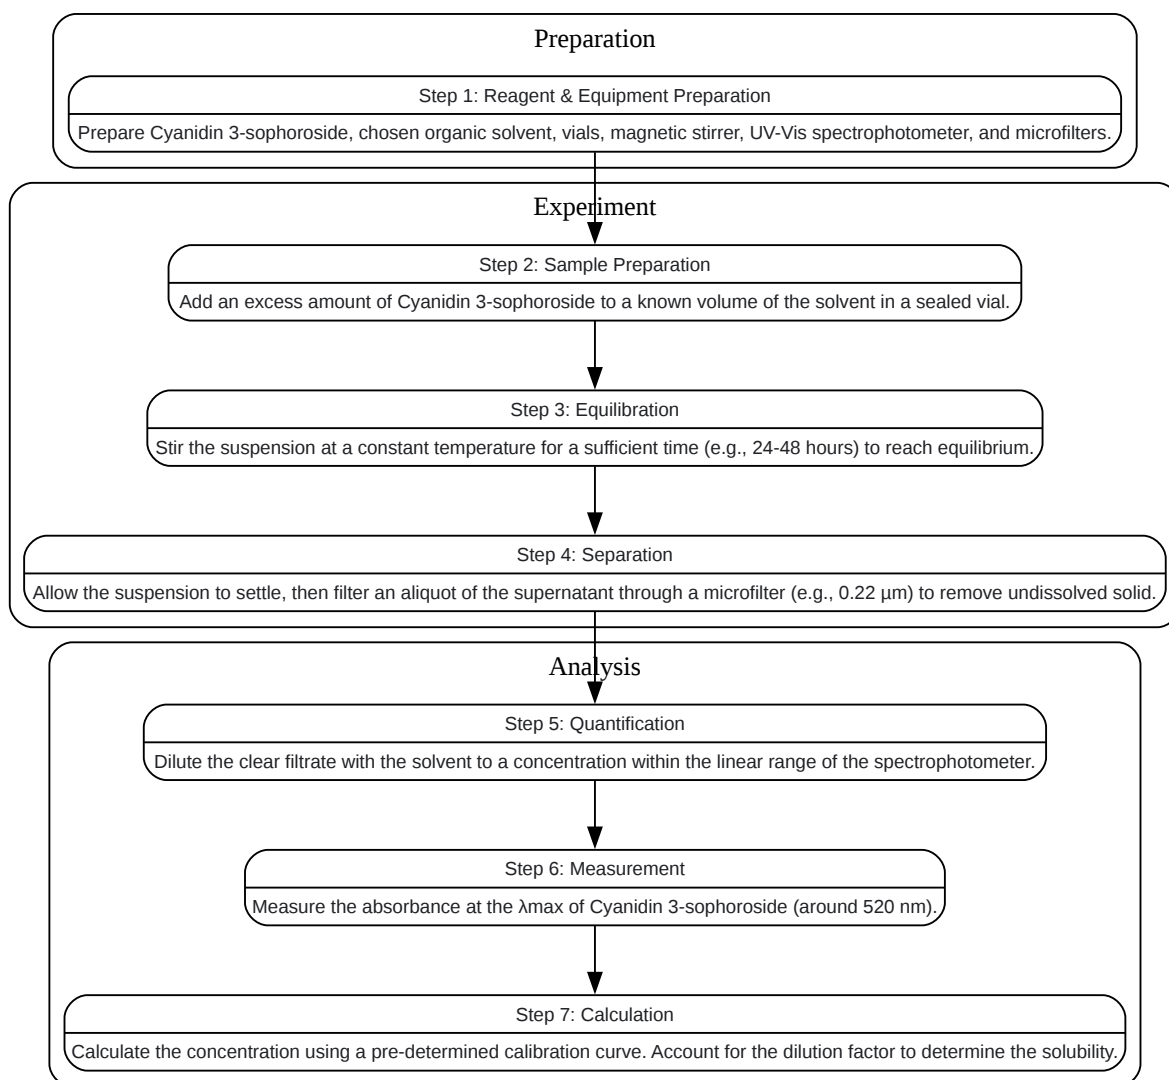 Preparation
Step 1: Reagent & Equipment Preparation
Prepare Cyanidin 3-sophoroside, chosen organic solvent, vials, magnetic stirrer, UV-Vis spectrophotometer, and microfilters.
Experiment
Step 2: Sample Preparation
Add an excess amount of Cyanidin 3-sophoroside to a known volume of the solvent in a sealed vial.
Step 3: Equilibration
Stir the suspension at a constant temperature for a sufficient time (e.g., 24-48 hours) to reach equilibrium.
Step 4: Separation
Allow the suspension to settle, then filter an aliquot of the supernatant through a microfilter (e.g., 0.22 µm) to remove undissolved solid.
Analysis
Step 5: Quantification
Dilute the clear filtrate with the solvent to a concentration within the linear range of the spectrophotometer.
Step 6: Measurement
Measure the absorbance at the λmax of Cyanidin 3-sophoroside (around 520 nm).
Step 7: Calculation
Calculate the concentration using a pre-determined calibration curve. Account for the dilution factor to determine the solubility.